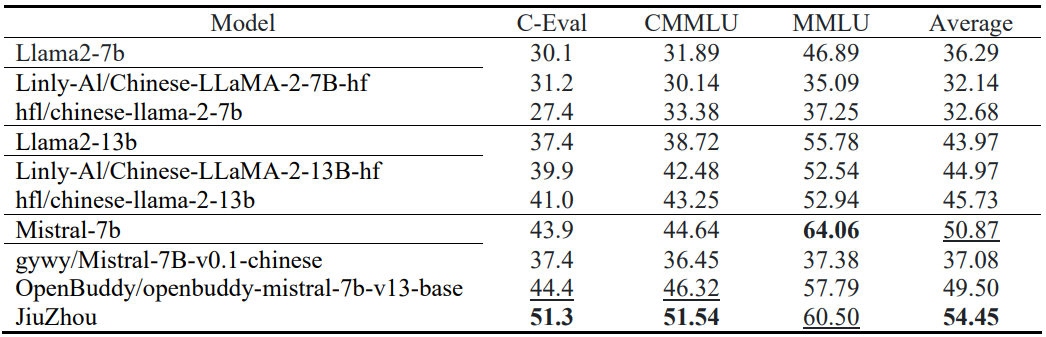 Model C-Eval CMMLU MMLU Average
Llama2-7b 30.1 31.89 46.89 36.29
Linly-Al/Chinese-LLaMA-2-7B-hf 31.2 30.14 35.09 32.14
hfl/chinese-llama-2-7b 27.4 33.38 37.25 32.68
Llama2-13b 37.4 38.72 55.78 43.97
Linly-Al/Chinese-LLaMA-2-13B-hf 39.9 42.48 52.54 44.97
hfl/chinese-llama-2-13b 41.0 43.25 52.94 45.73
Mistral-7b 43.9 44.64 64.06 50.87
gywy/Mistral-7B-v0.1-chinese 37.4 36.45 37.38 37.08
OpenBuddy/openbuddy-mistral-7b-v13-base 44.4 46.32 57.79 49.50
JiuZhou 51.3 51.54 60.50 54.45